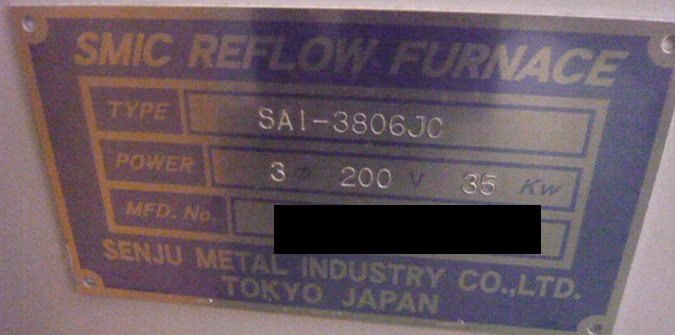 SMIC REFLOW FURNACE
TYPE SAI-3806JC
POWER 3φ 200 V 35 Kw
MFD. No.
SENJU METAL INDUSTRY CO.,LTD.
TOKYO JAPAN